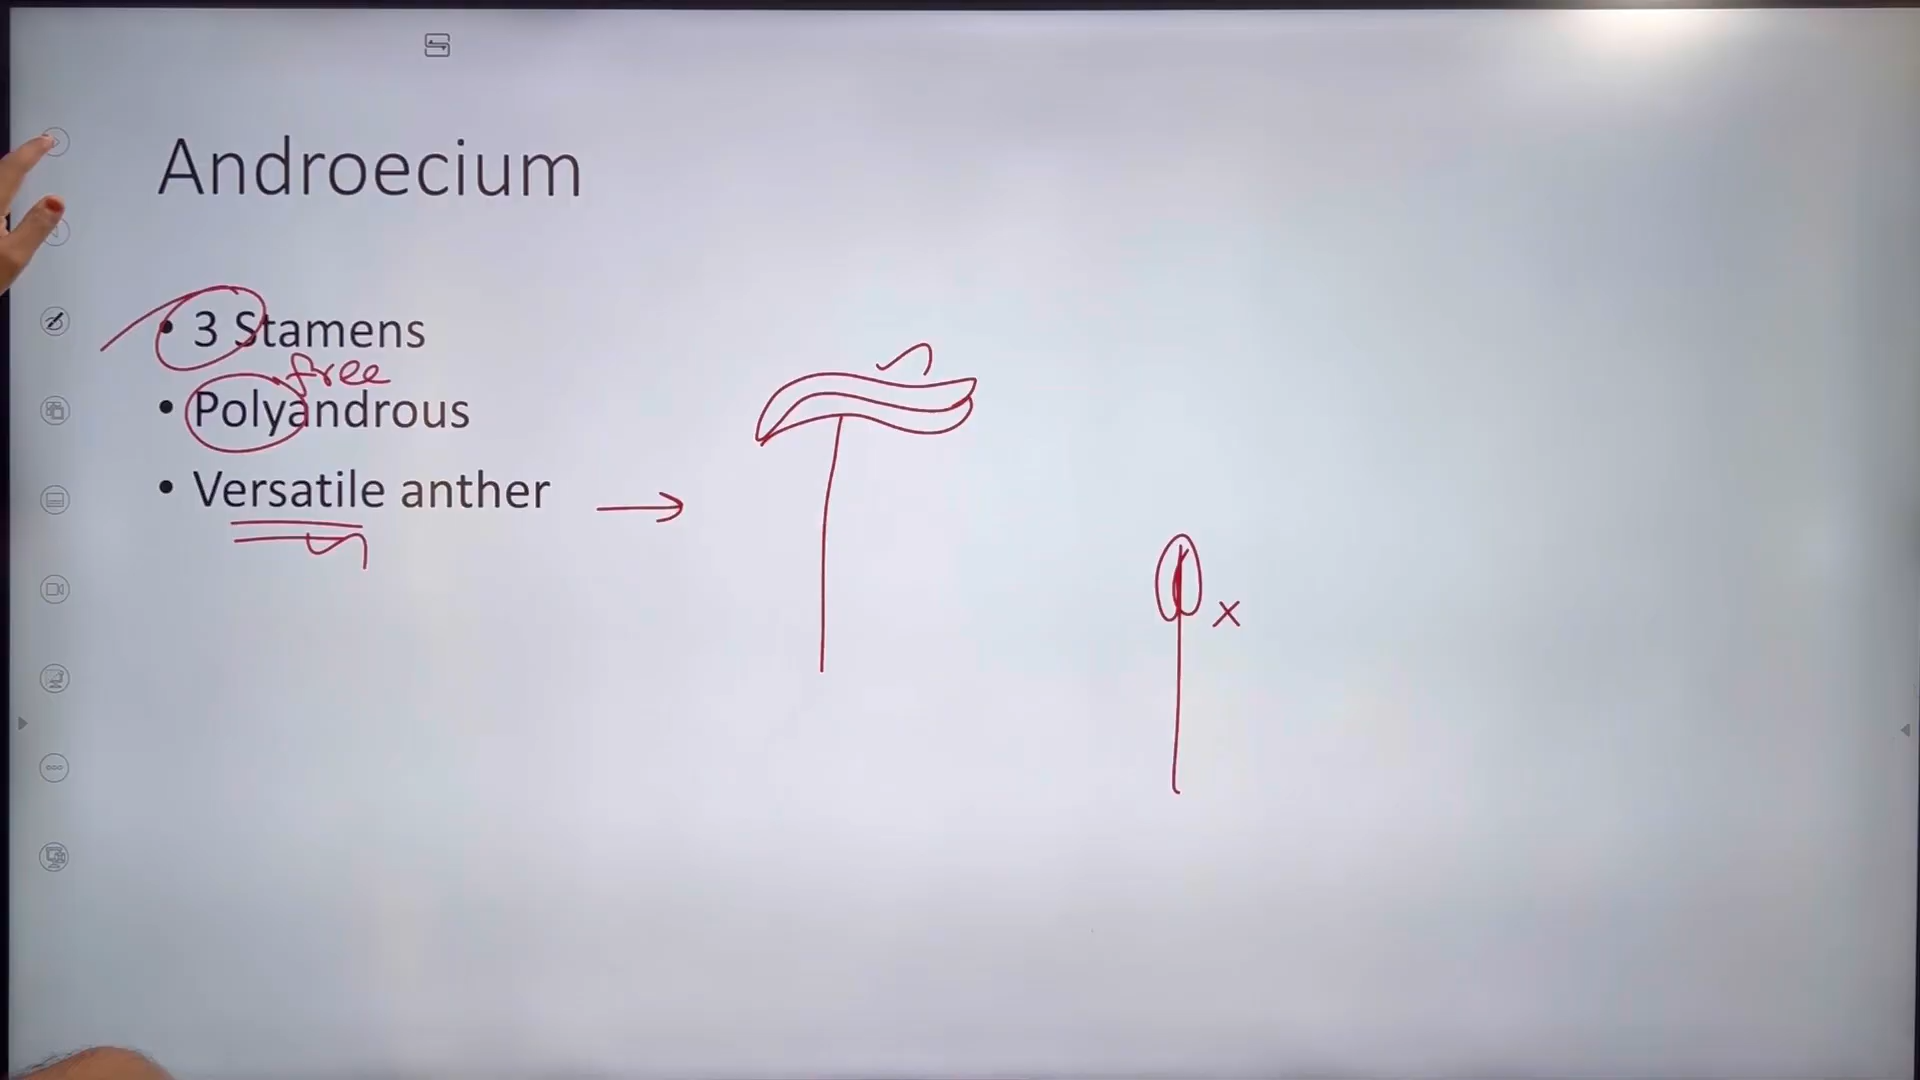 Androecium
• 3 Stamens
free
• Polyandrous
• Versatile anther →
x